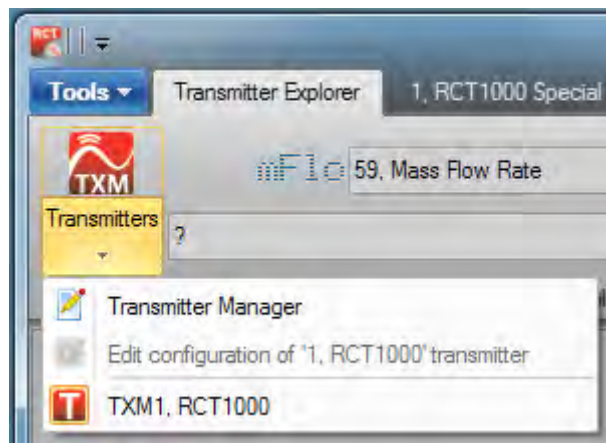 RCT
Tools Transmitter Explorer 1, RCT1000 Special
TXM
mFlo 59, Mass Flow Rate
Transmitters
?
Transmitter Manager
Edit configuration of '1, RCT1000' transmitter
TXM1, RCT1000